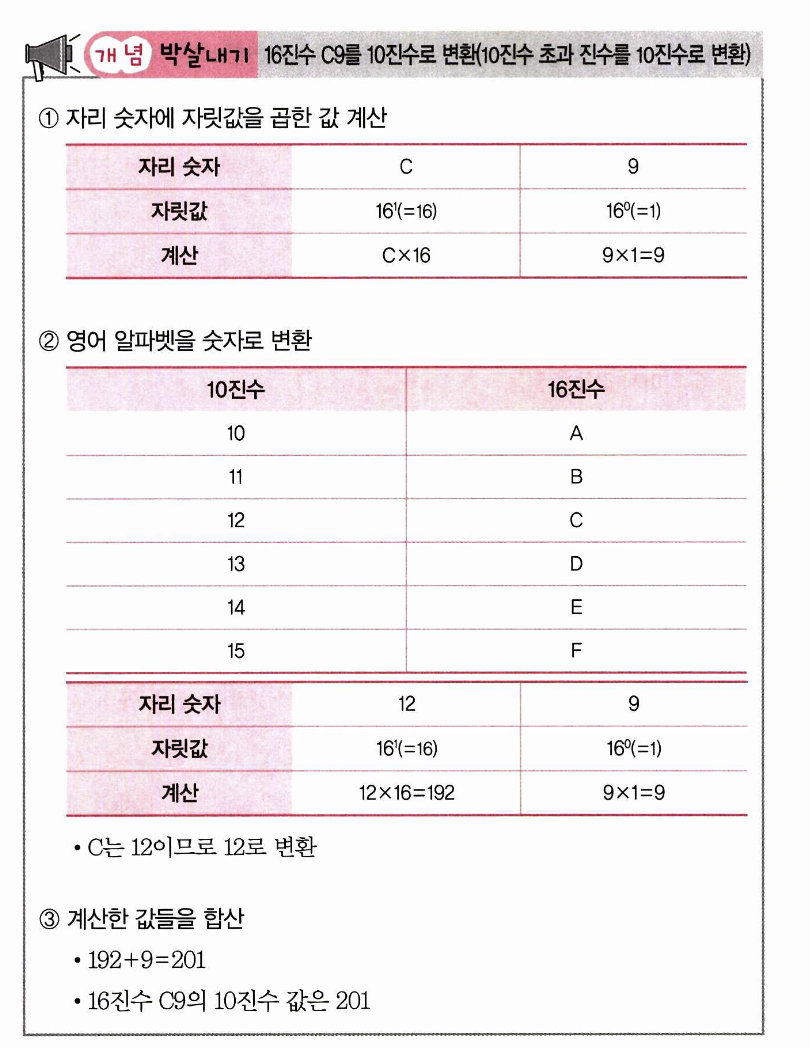 개념 박살내기 16진수 C9를 10진수로 변환(10진수 초과 진수를 10진수로 변환)
① 자리 숫자에 자릿값을 곱한 값 계산
자리 숫자 C 9
자릿값 16¹(=16) 16⁰(=1)
계산 C×16 9×1=9
② 영어 알파벳을 숫자로 변환
10진수 16진수
10 A
11 B
12 C
13 D
14 E
15 F
자리 숫자 12 9
자릿값 16¹(=16) 16⁰(=1)
계산 12×16=192 9×1=9
• C는 12이므로 12로 변환
③ 계산한 값들을 합산
• 192+9=201
• 16진수 C9의 10진수 값은 201